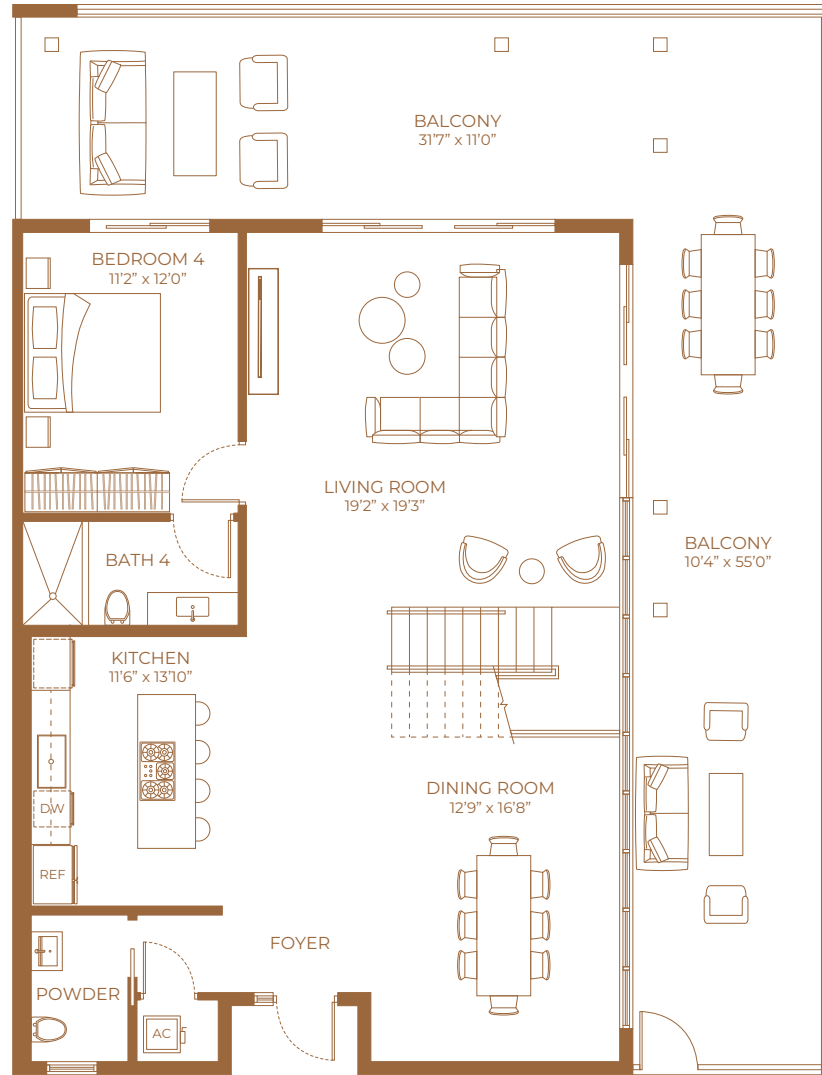 BALCONY
31'7” x 11'0”
BEDROOM 4
11'2” x 12'0”
LIVING ROOM
19'2” x 19'3”
BALCONY
10'4” x 55'0”
BATH 4
KITCHEN
11'6” x 13'10”
DINING ROOM
12'9” x 16'8”
DW
REF
FOYER
POWDER
AC